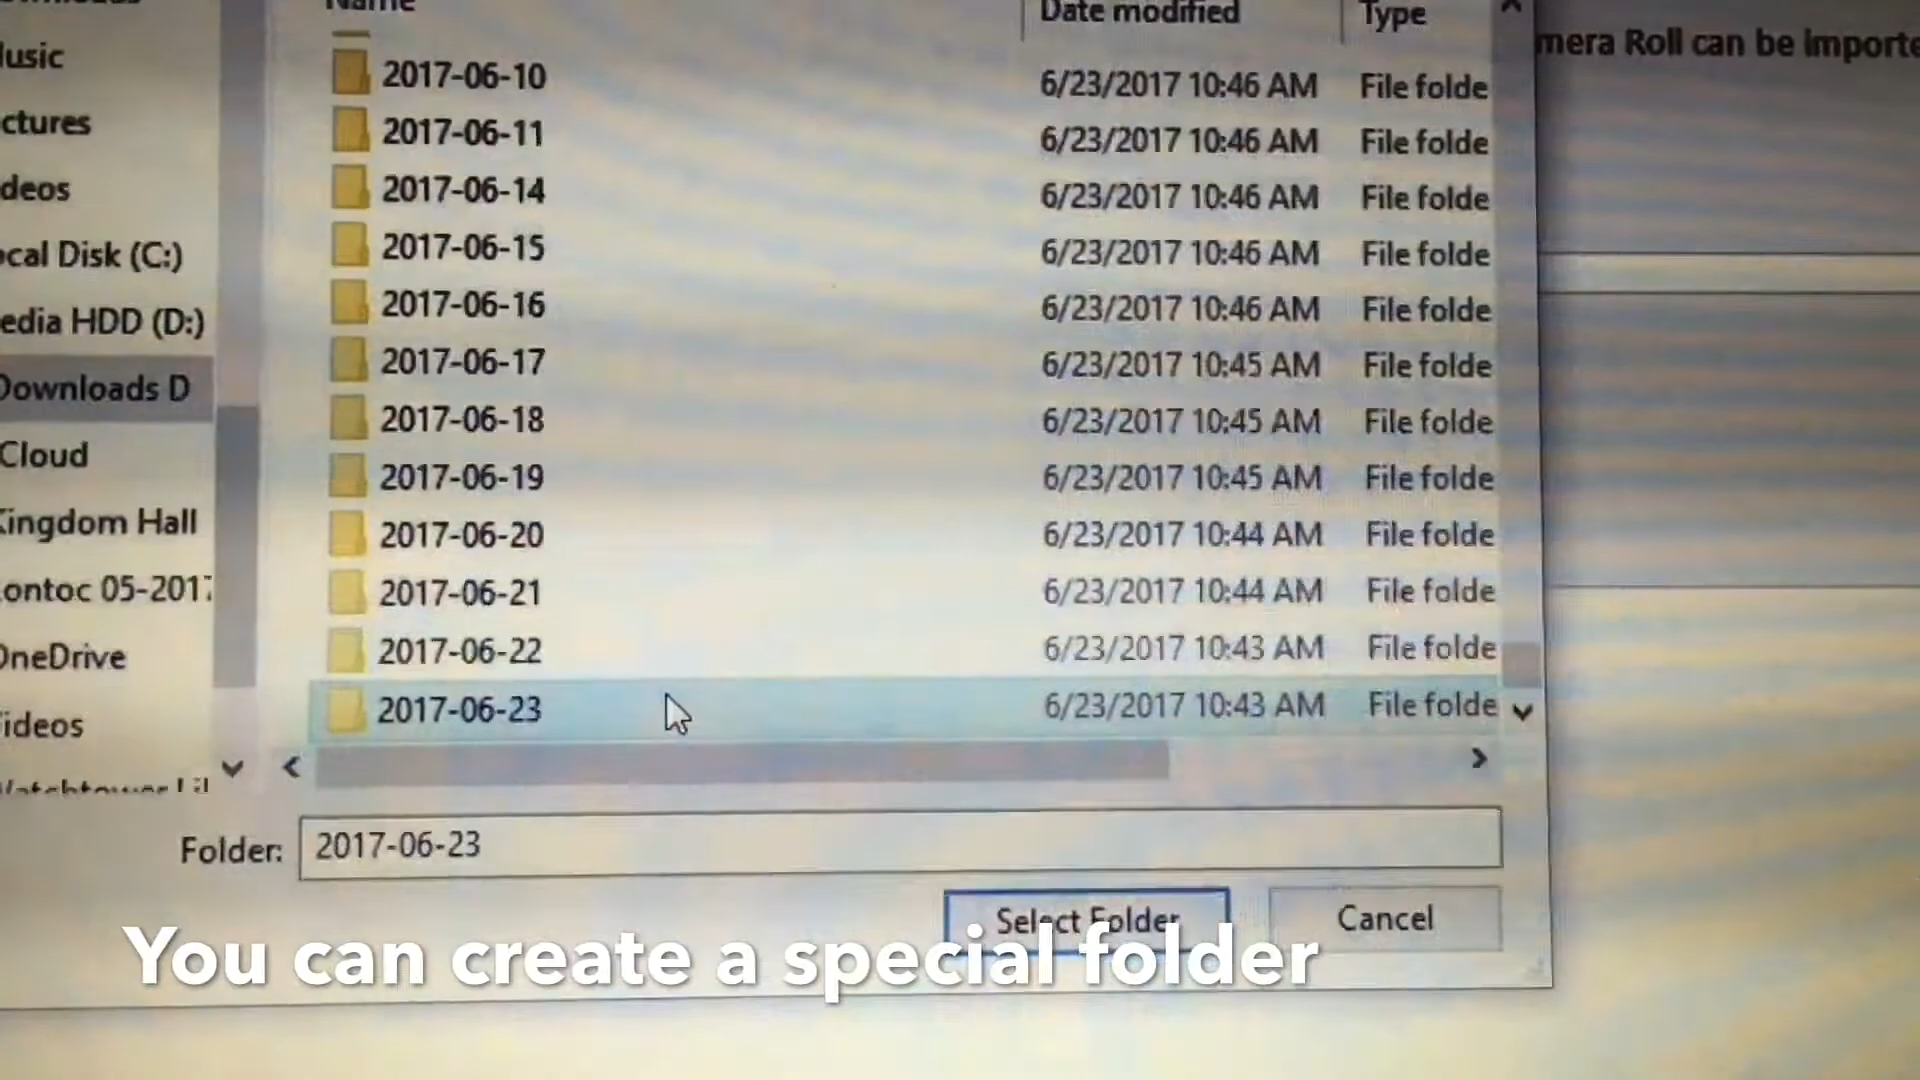 Name Date modified Type
2017-06-10 6/23/2017 10:46 AM File folde
2017-06-11 6/23/2017 10:46 AM File folde
2017-06-14 6/23/2017 10:46 AM File folde
2017-06-15 6/23/2017 10:46 AM File folde
2017-06-16 6/23/2017 10:46 AM File folde
2017-06-17 6/23/2017 10:45 AM File folde
2017-06-18 6/23/2017 10:45 AM File folde
2017-06-19 6/23/2017 10:45 AM File folde
2017-06-20 6/23/2017 10:44 AM File folde
2017-06-21 6/23/2017 10:44 AM File folde
2017-06-22 6/23/2017 10:43 AM File folde
2017-06-23 6/23/2017 10:43 AM File folde
usic
ctures
deos
ocal Disk (C:)
edia HDD (D:)
Downloads D
Cloud
Kingdom Hall
ontoc 05-2017
OneDrive
ideos
mera Roll can be importe
Folder: 2017-06-23
Select Folder Cancel
You can create a special folder